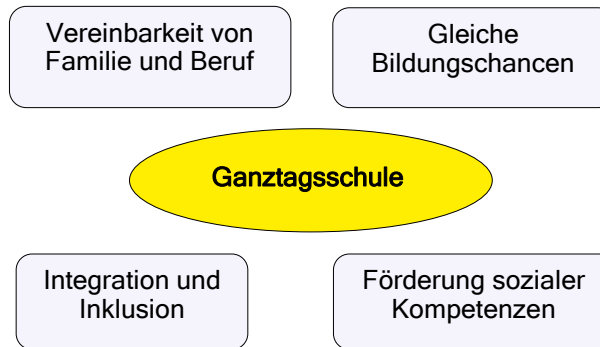 Vereinbarkeit von
Familie und Beruf
Gleiche
Bildungschancen
Ganztagsschule
Integration und
Inklusion
Förderung sozialer
Kompetenzen